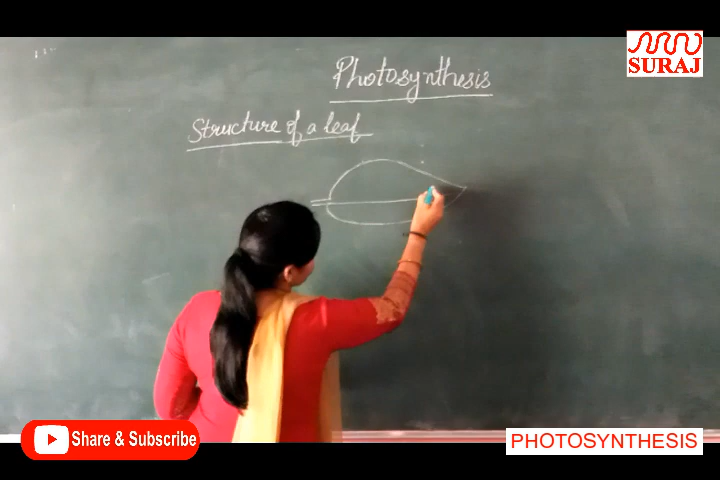 SURAJ
Photosynthesis
Structure of a leaf
Share & Subscribe
PHOTOSYNTHESIS